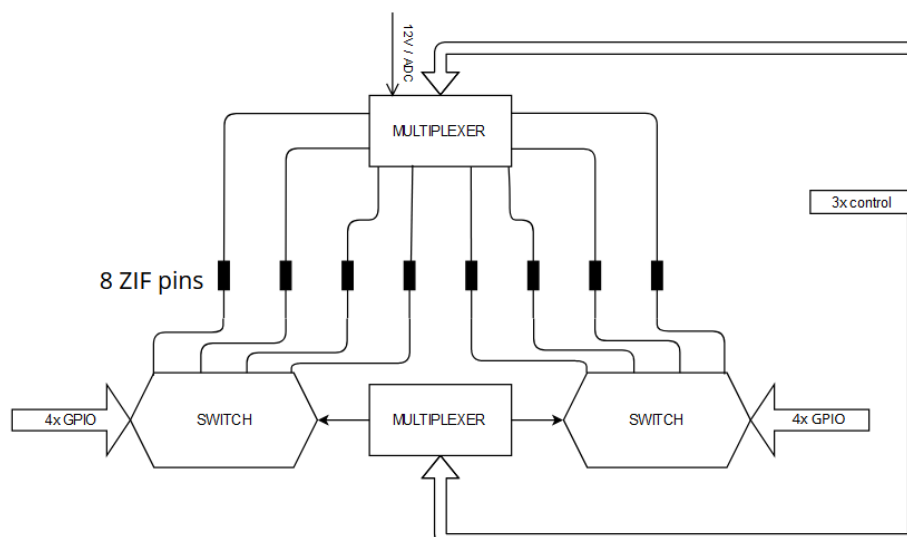 12V / ADC
MULTIPLEXER
3x control
8 ZIF pins
4x GPIO
SWITCH
MULTIPLEXER
SWITCH
4x GPIO